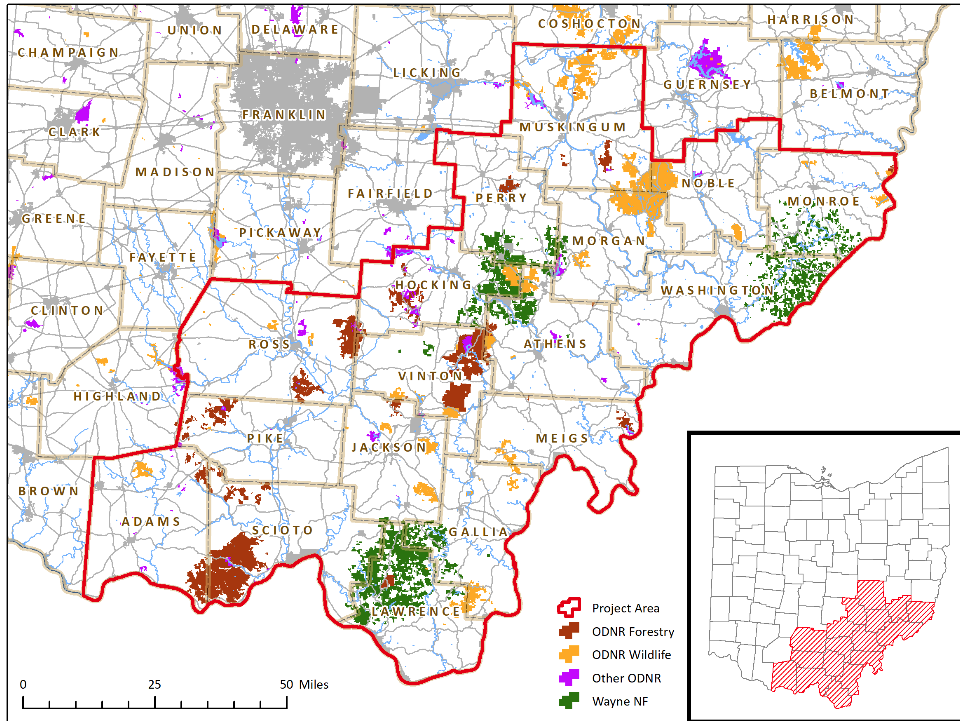 COSHOCTON
HARRISON
UNION
DELAWARE
CHAMPAIGN
LICKING
GUERNSEY
BELMONT
FRANKLIN
CLARK
MUSKINGUM
MADISON
FAIRFIELD
PERRY
NOBLE
MONROE
GREENE
PICKAWAY
MORGAN
FAYETTE
HOCKING
WASHINGTON
CLINTON
ROSS
ATHENS
VINTON
HIGHLAND
PIKE
JACKSON
MEIGS
BROWN
ADAMS
SCIOTO
GALLIA
LAWRENCE
Project Area
ODNR Forestry
ODNR Wildlife
Other ODNR
Wayne NF
0 25 50 Miles